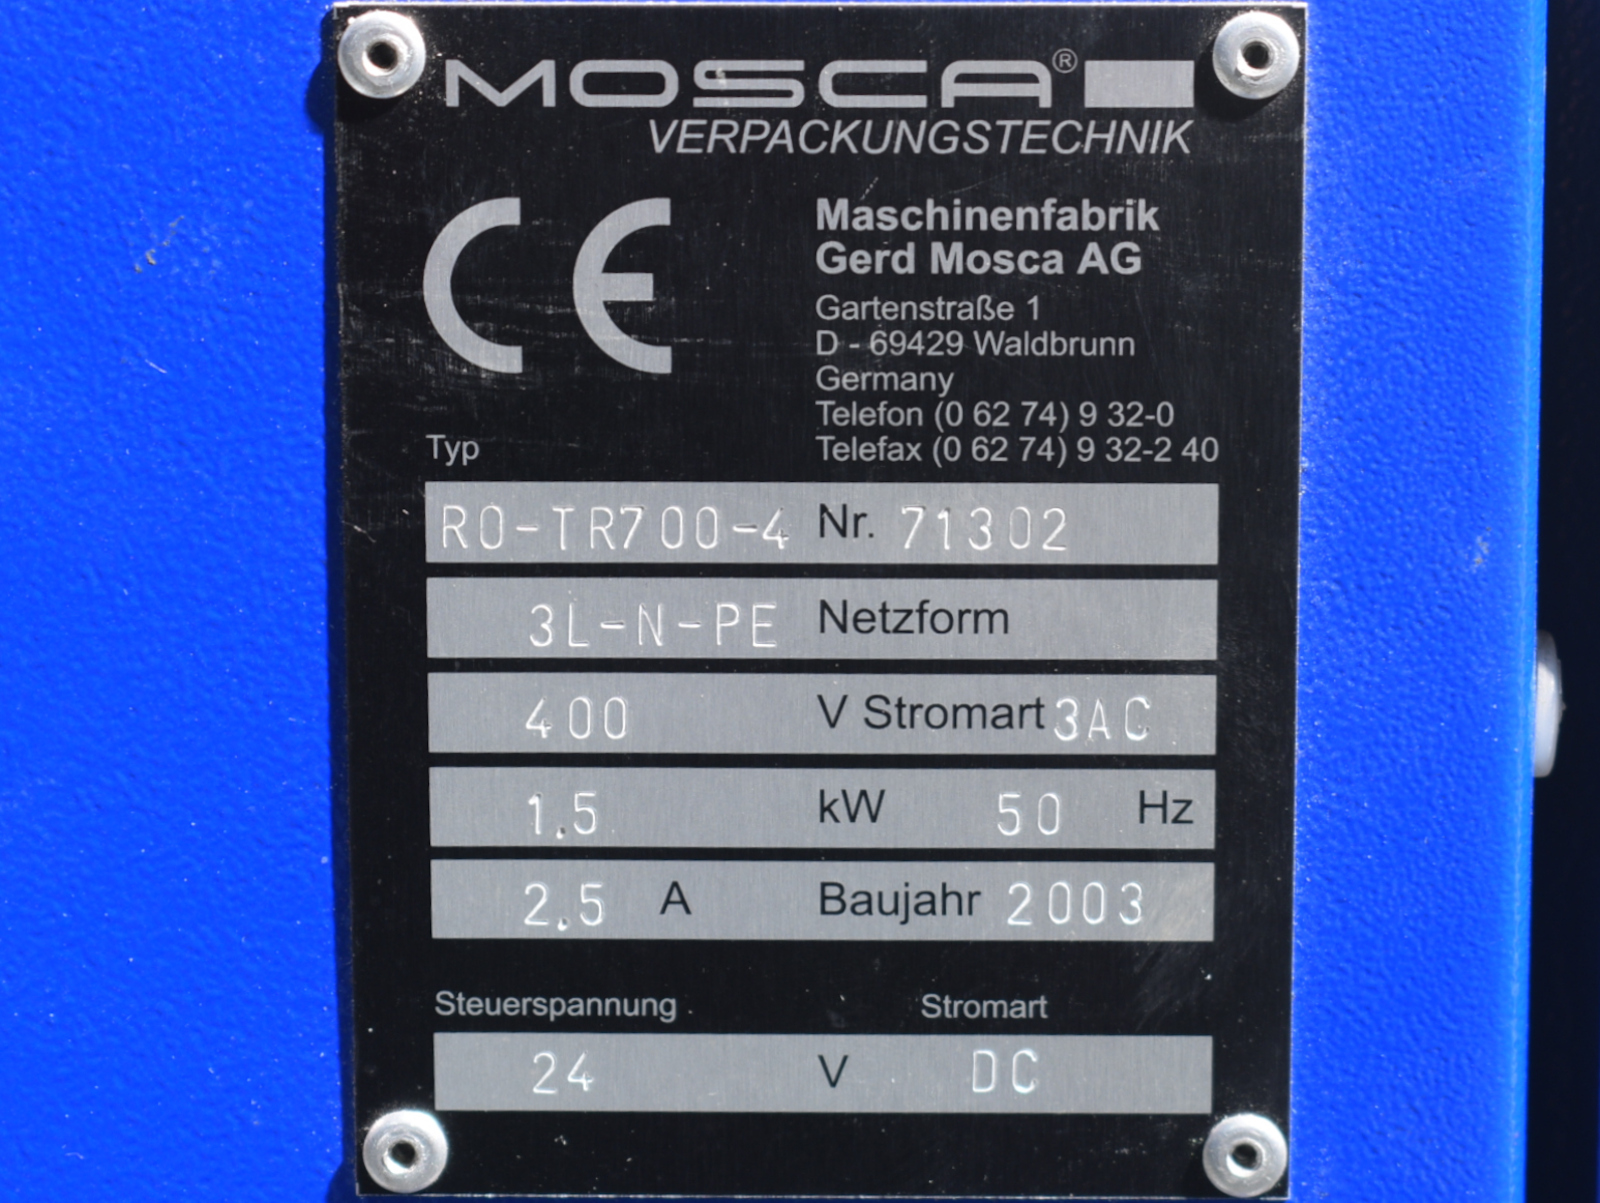 MOSCA®
VERPACKUNGSTECHNIK
CE
Maschinenfabrik
Gerd Mosca AG
Gartenstraße 1
D - 69429 Waldbrunn
Germany
Telefon (0 62 74) 9 32-0
Telefax (0 62 74) 9 32-2 40
Typ
RO-TR700-4 Nr. 71302
3L-N-PE Netzform
400 V Stromart 3AC
1.5 kW 50 Hz
2.5 A Baujahr 2003
Steuerspannung Stromart
24 V DC